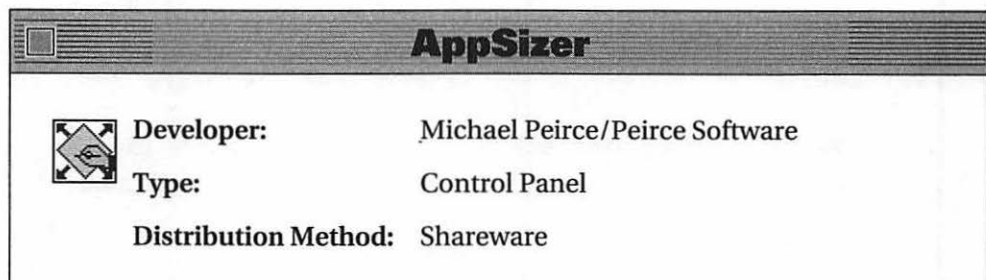 AppSizer
Developer: Michael Peirce/Peirce Software
Type: Control Panel
Distribution Method: Shareware